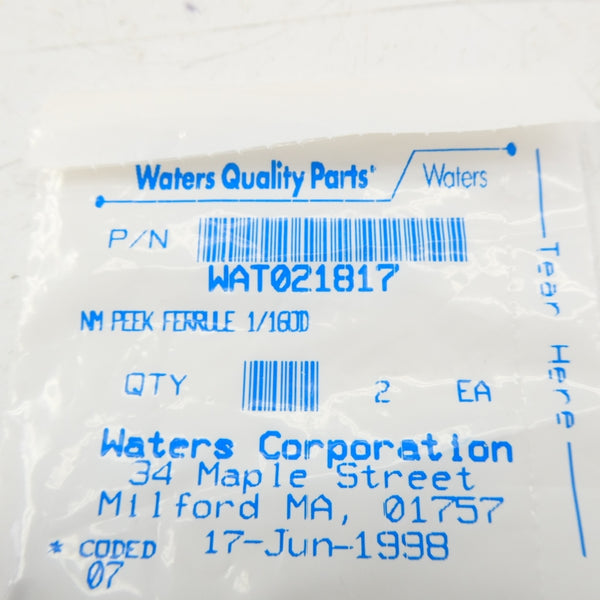 Waters Quality Parts Waters
P/N
WAT021817
NM PEEK FERRULE 1/16OD
QTY 2 EA
Waters Corporation
34 Maple Street
Milford MA, 01757
* CODED 17-Jun-1998
07
Tear Here